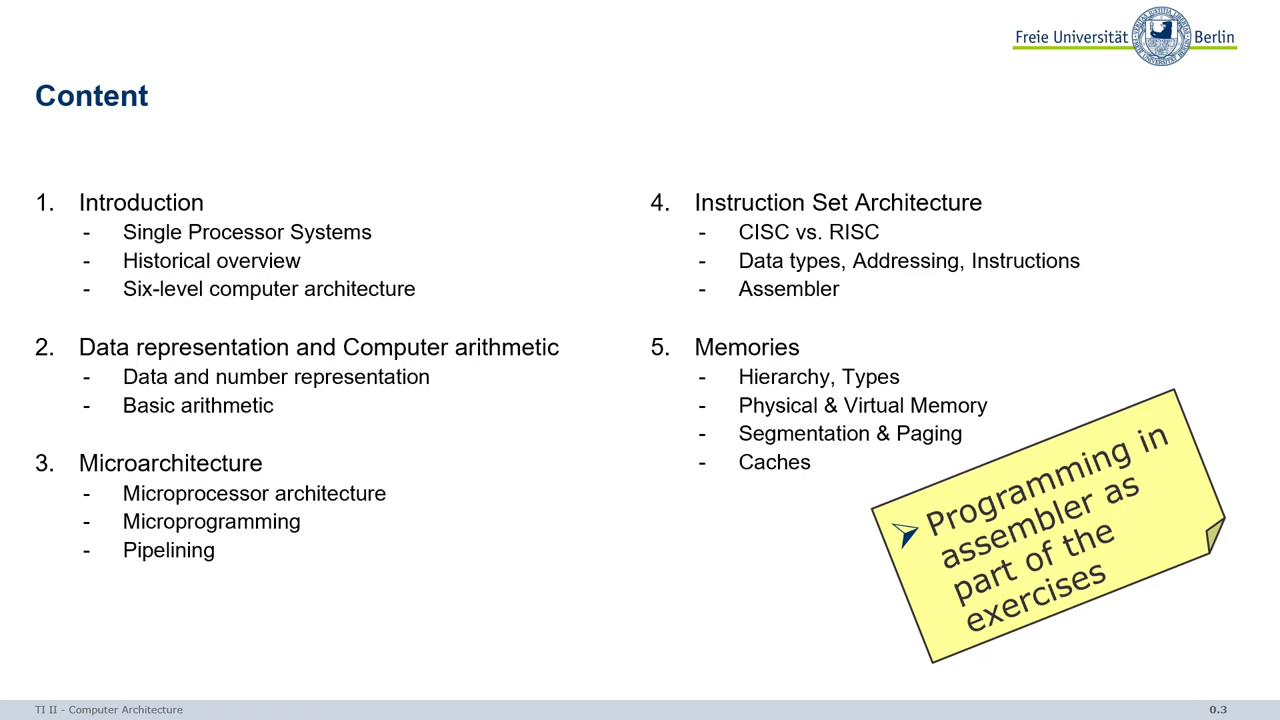 Freie Universität Berlin
Content
1. Introduction
- Single Processor Systems
- Historical overview
- Six-level computer architecture
2. Data representation and Computer arithmetic
- Data and number representation
- Basic arithmetic
3. Microarchitecture
- Microprocessor architecture
- Microprogramming
- Pipelining
4. Instruction Set Architecture
- CISC vs. RISC
- Data types, Addressing, Instructions
- Assembler
5. Memories
- Hierarchy, Types
- Physical & Virtual Memory
- Segmentation & Paging
- Caches
Programming in
assembler as
part of the
exercises
TI II - Computer Architecture
0.3